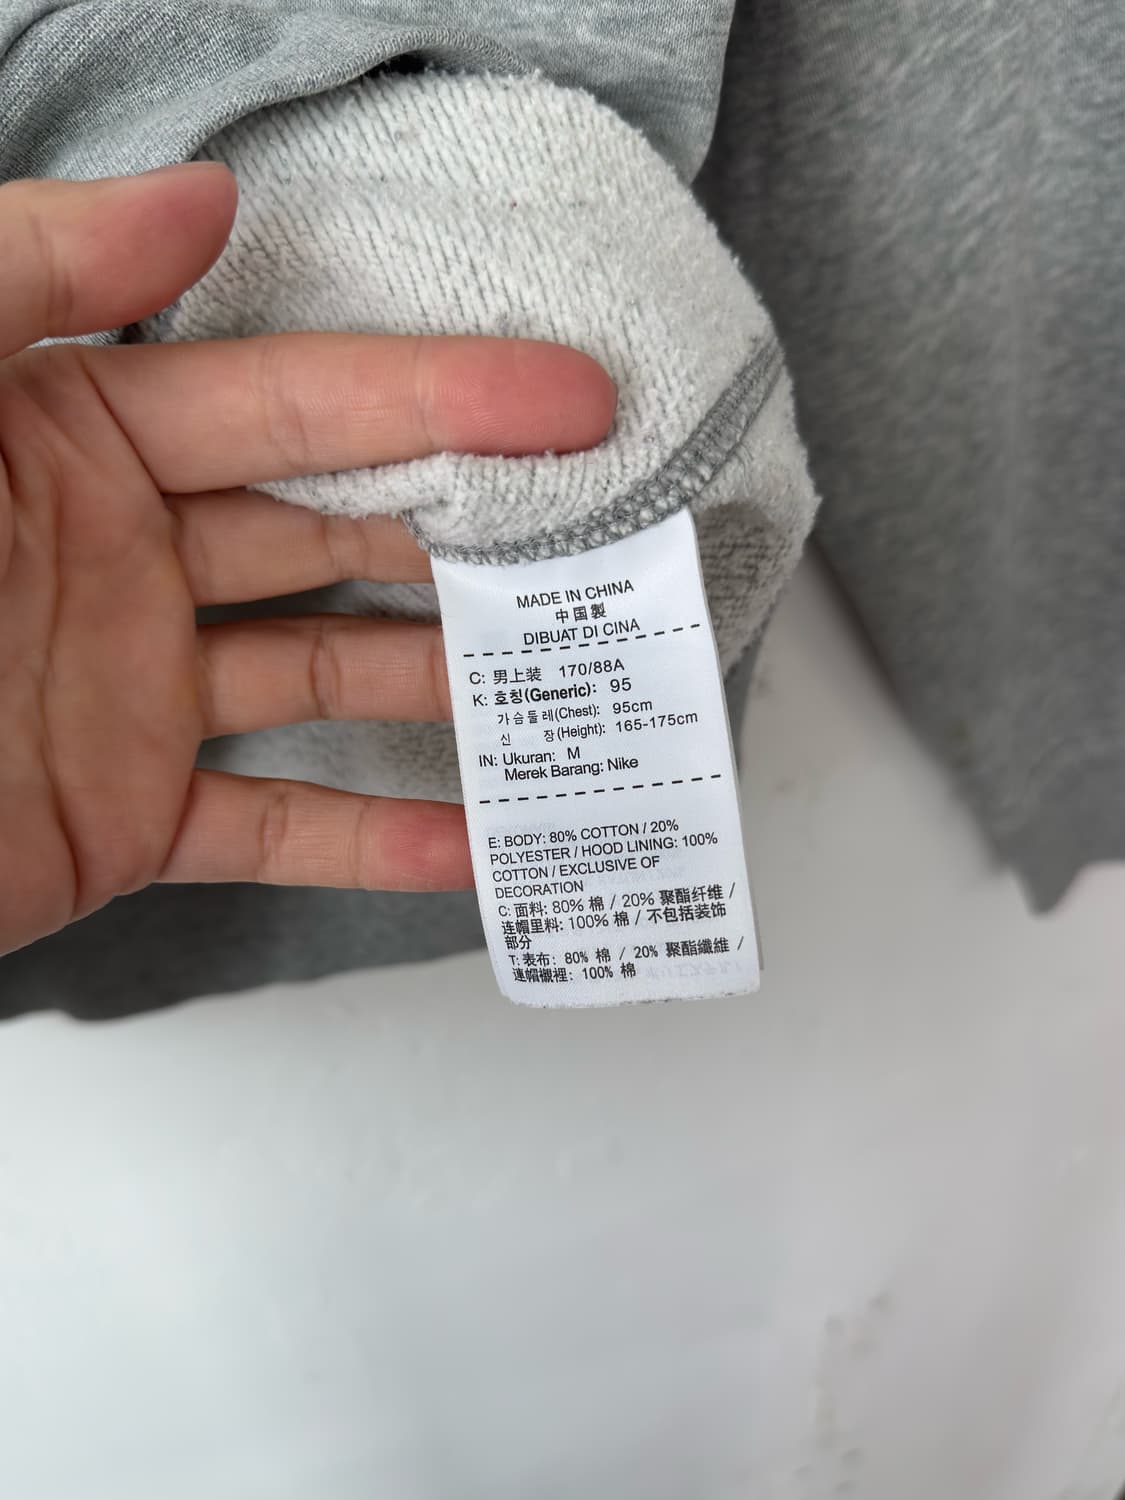 MADE IN CHINA
中国製
DIBUAT DI CINA
C: 男上装 170/88A
K: 호칭(Generic): 95
가슴둘레(Chest): 95cm
신 장(Height): 165-175cm
IN: Ukuran: M
Merek Barang: Nike
E: BODY: 80% COTTON / 20%
POLYESTER / HOOD LINING: 100%
COTTON / EXCLUSIVE OF
DECORATION
C: 面料: 80% 棉 / 20% 聚酯纤维 /
连帽里料: 100% 棉 / 不包括装饰
部分
T: 表布: 80% 棉 / 20% 聚酯纖維 /
連帽襯裡: 100% 棉